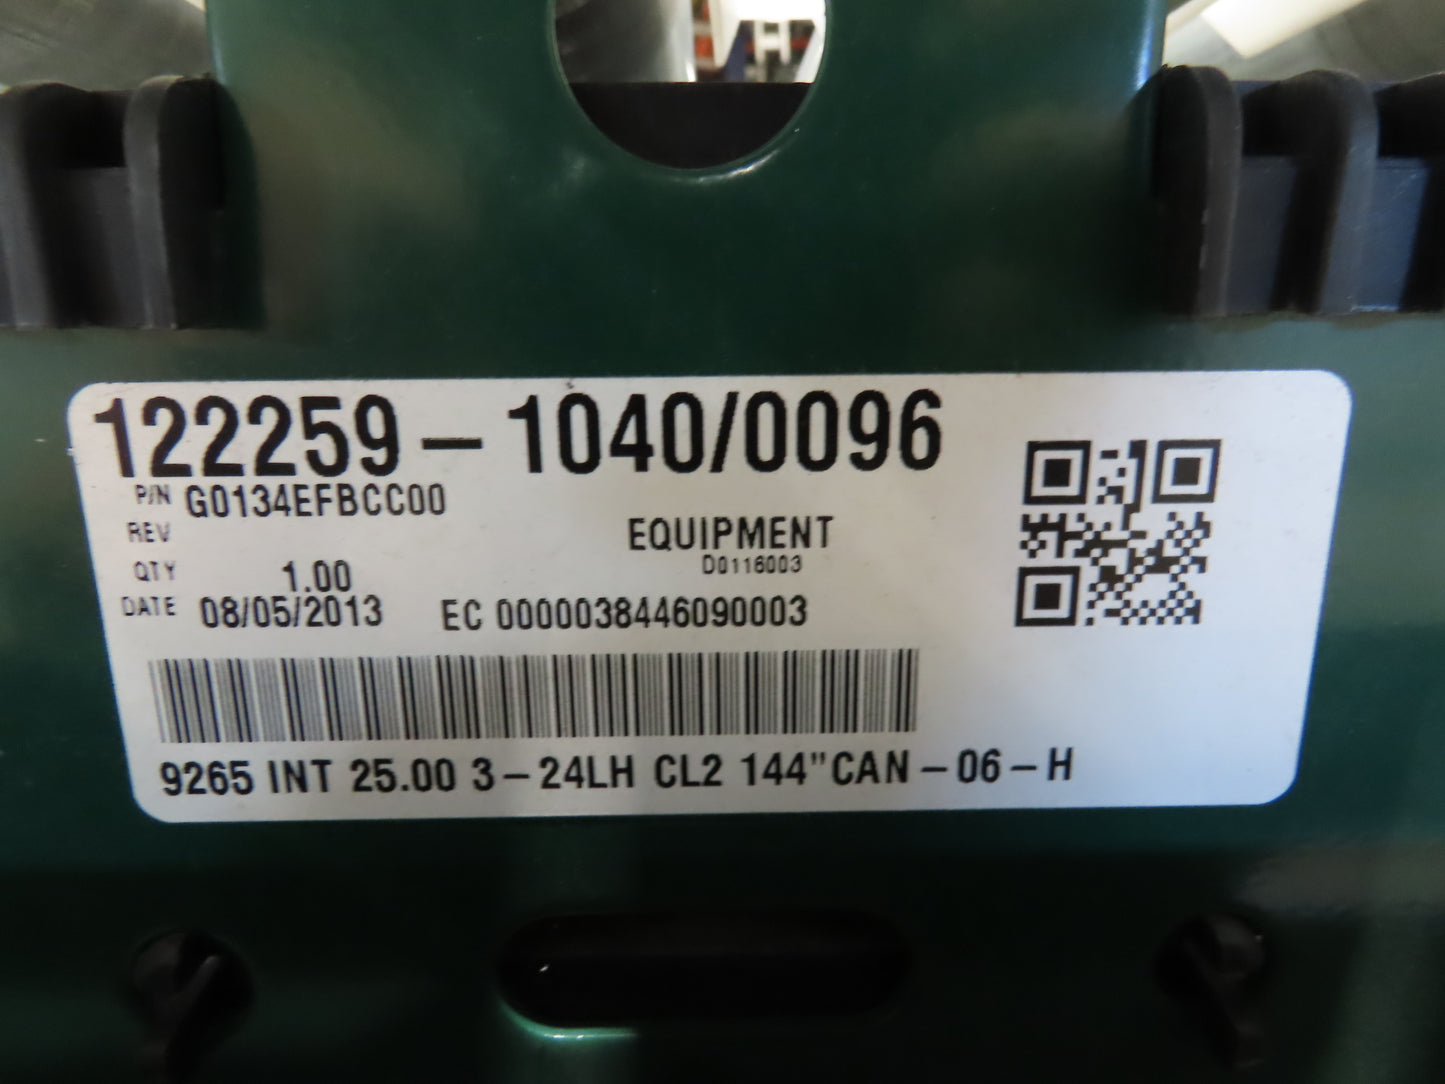 122259-1040/0096
P/N G0134EFBCC00
REV
EQUIPMENT
D0116003
QTY 1.00
DATE 08/05/2013 EC 0000038446090003
9265 INT 25.00 3-24LH CL2 144"CAN-06-H